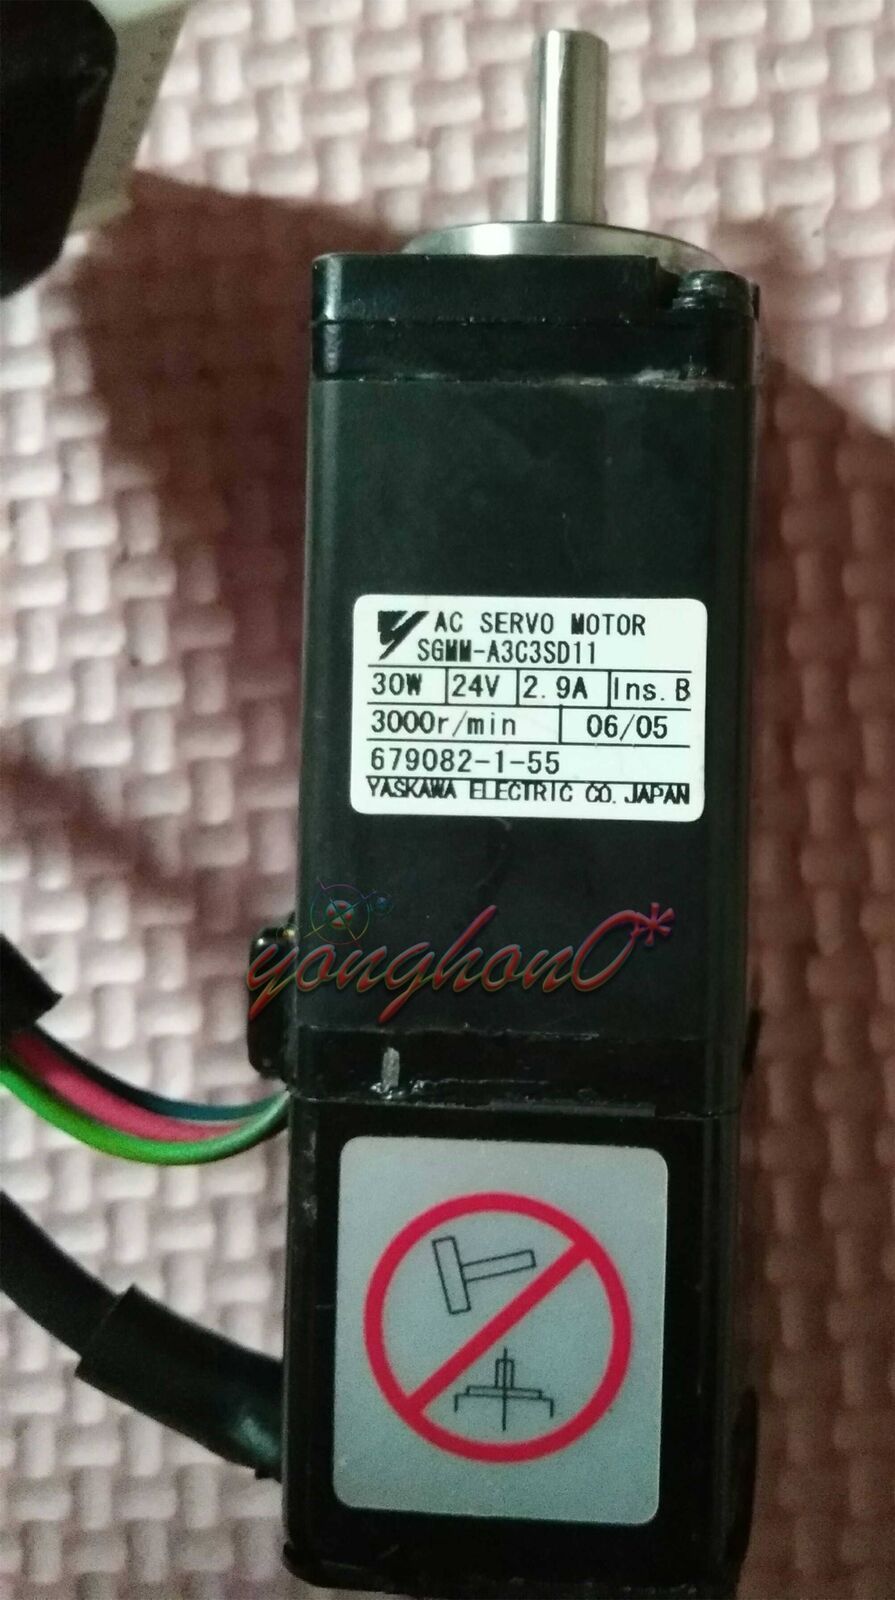 AC SERVO MOTOR
SGMM-A3C3SD11
30W 24V 2.9A Ins.B
3000r/min 06/05
679082-1-55
YASKAWA ELECTRIC CO. JAPAN
yonghon0*